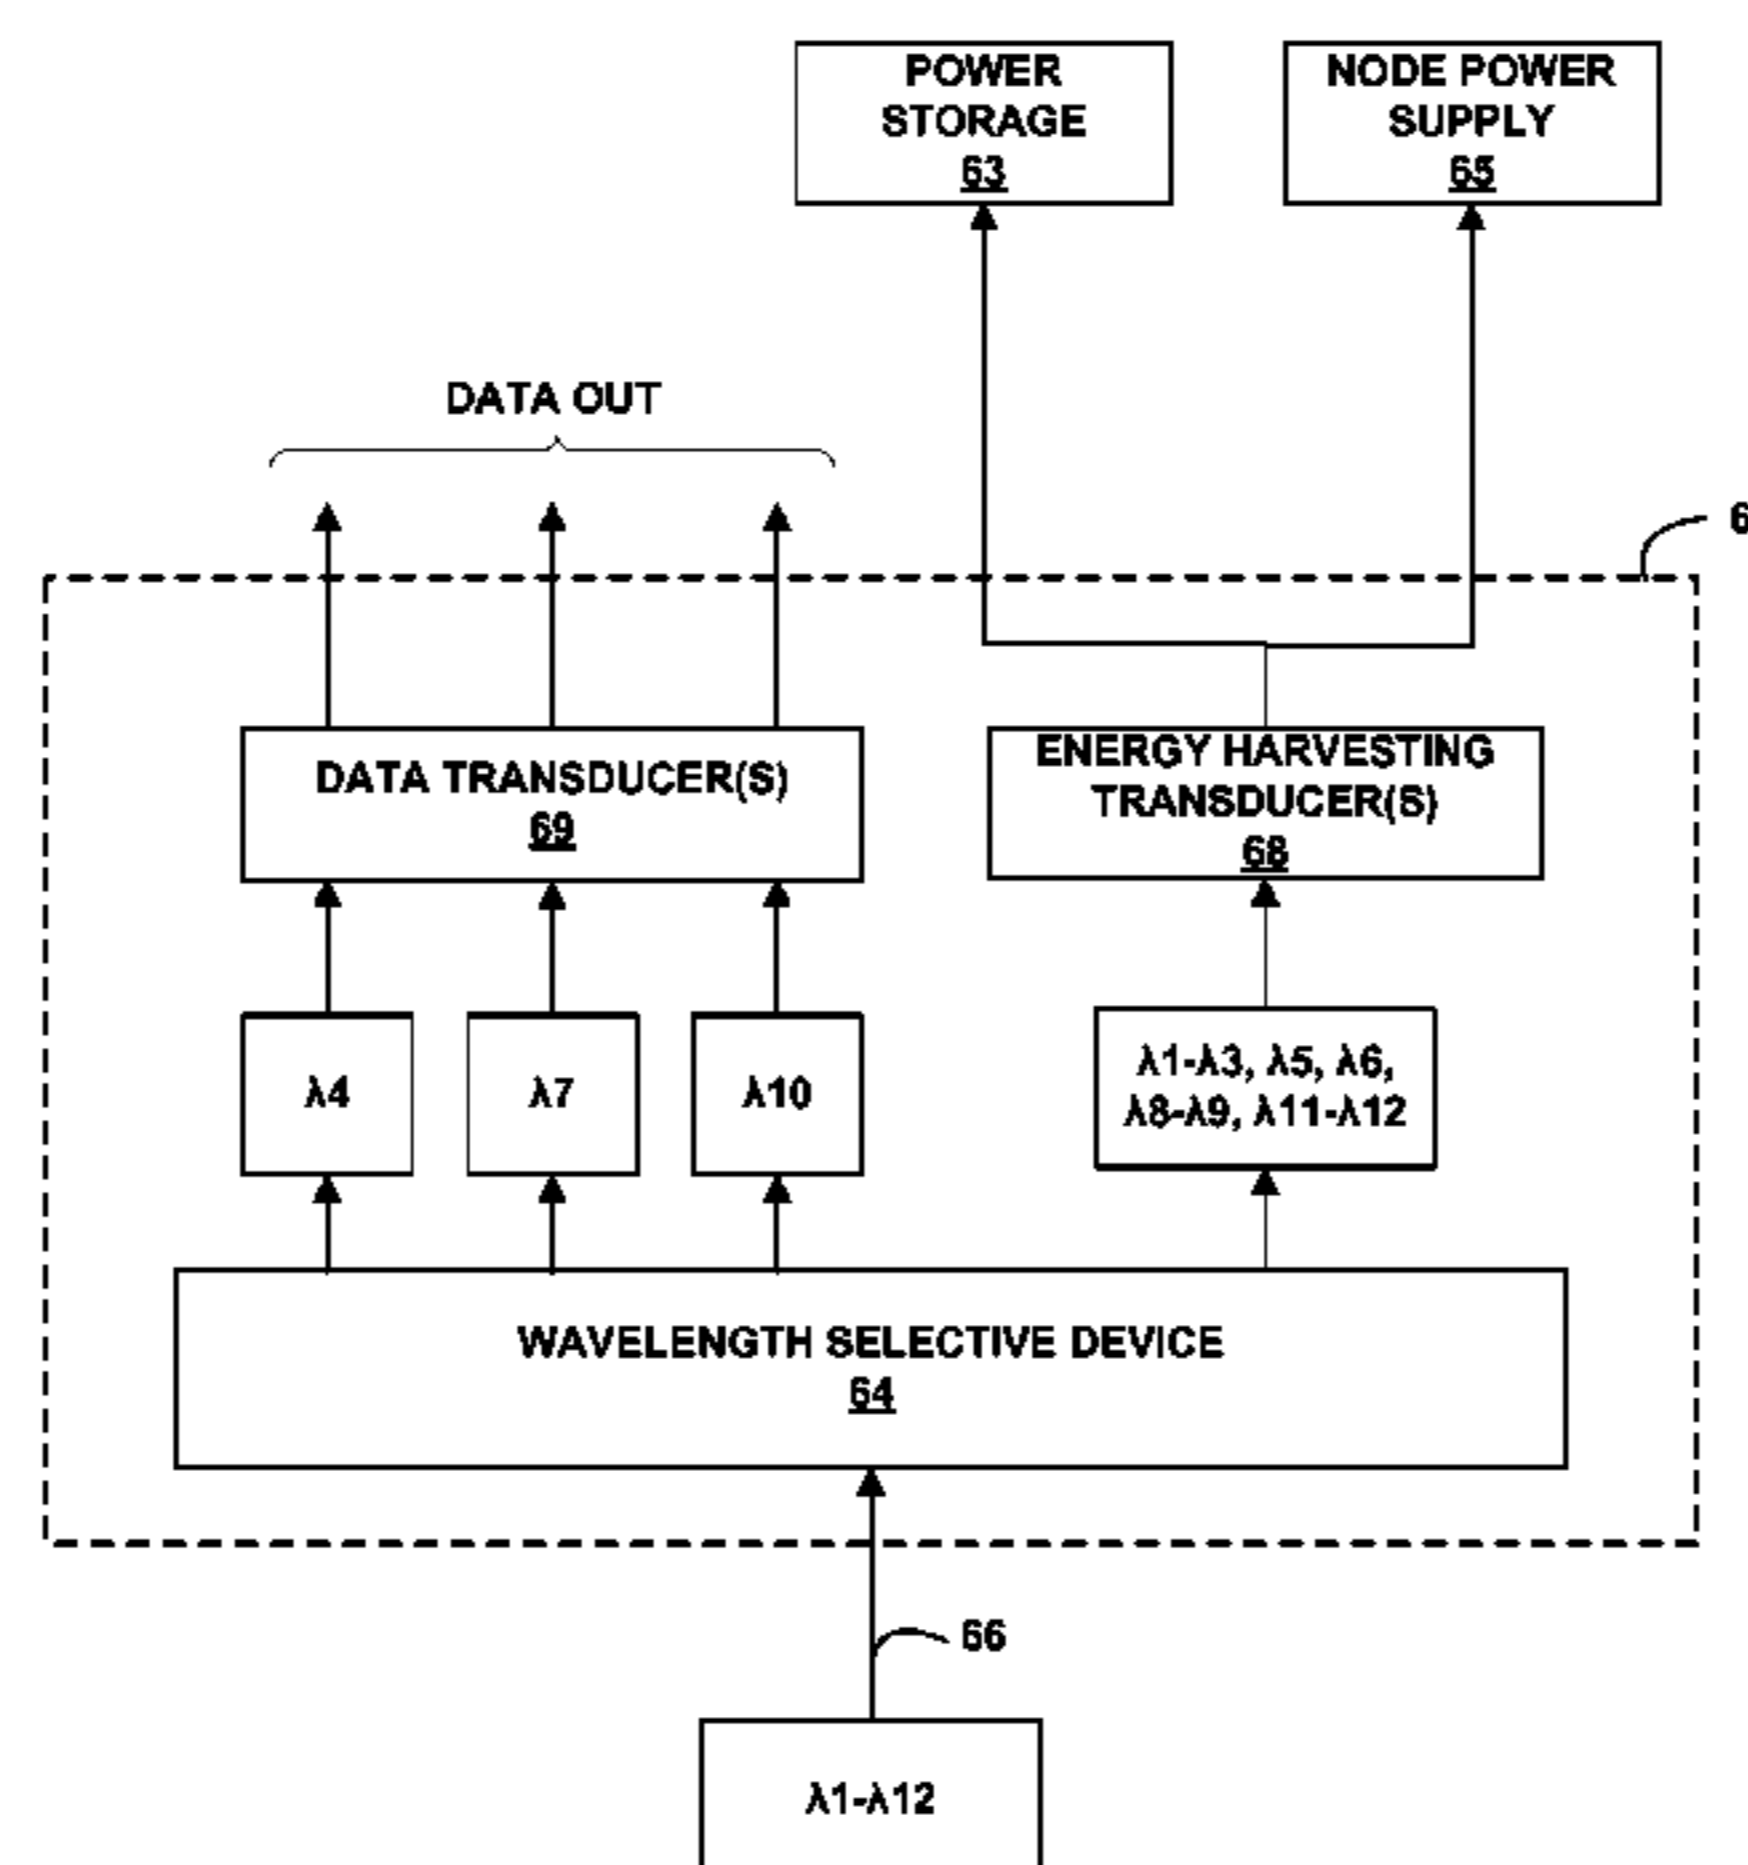 POWER
STORAGE
63
NODE POWER
SUPPLY
65
DATA OUT
6
DATA TRANSDUCER(S)
69
ENERGY HARVESTING
TRANSDUCER(S)
68
λ4
λ7
λ10
λ1-λ3, λ5, λ6,
λ8-λ9, λ11-λ12
WAVELENGTH SELECTIVE DEVICE
64
66
λ1-λ12